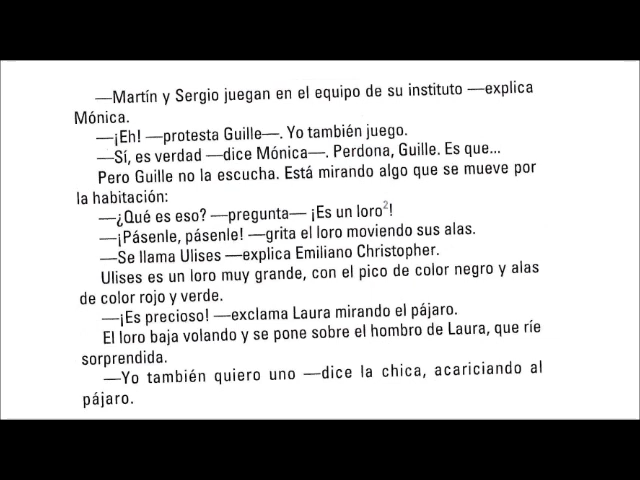 —Martín y Sergio juegan en el equipo de su instituto —explica
Mónica.
—¡Eh! —protesta Guille—. Yo también juego.
—Sí, es verdad —dice Mónica—. Perdona, Guille. Es que...
Pero Guille no la escucha. Está mirando algo que se mueve por
la habitación:
—¿Qué es eso? —pregunta— ¡Es un loro²!
—¡Pásenle, pásenle! —grita el loro moviendo sus alas.
—Se llama Ulises —explica Emiliano Christopher.
Ulises es un loro muy grande, con el pico de color negro y alas
de color rojo y verde.
—¡Es precioso! —exclama Laura mirando el pájaro.
El loro baja volando y se pone sobre el hombro de Laura, que ríe
sorprendida.
—Yo también quiero uno —dice la chica, acariciando al
pájaro.